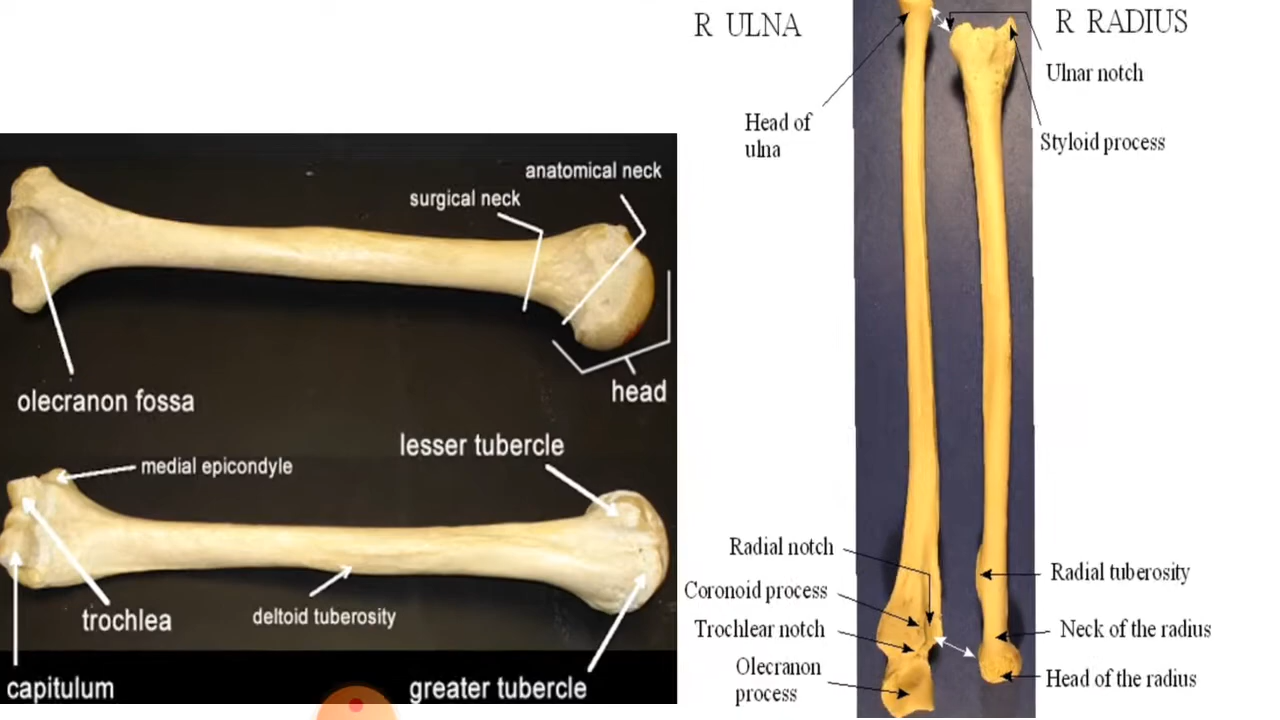 anatomical neck
surgical neck
olecranon fossa
head
lesser tubercle
medial epicondyle
trochlea
deltoid tuberosity
capitulum
greater tubercle
R ULNA
R RADIUS
Ulnar notch
Head of
ulna
Styloid process
Radial notch
Coronoid process
Trochlear notch
Olecranon
process
Radial tuberosity
Neck of the radius
Head of the radius